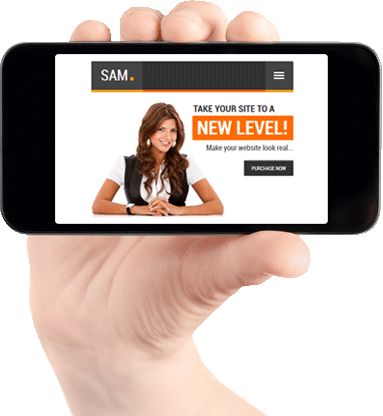 SAM.
TAKE YOUR SITE TO A
NEW LEVEL!
Make your website look real...
PURCHASE NOW